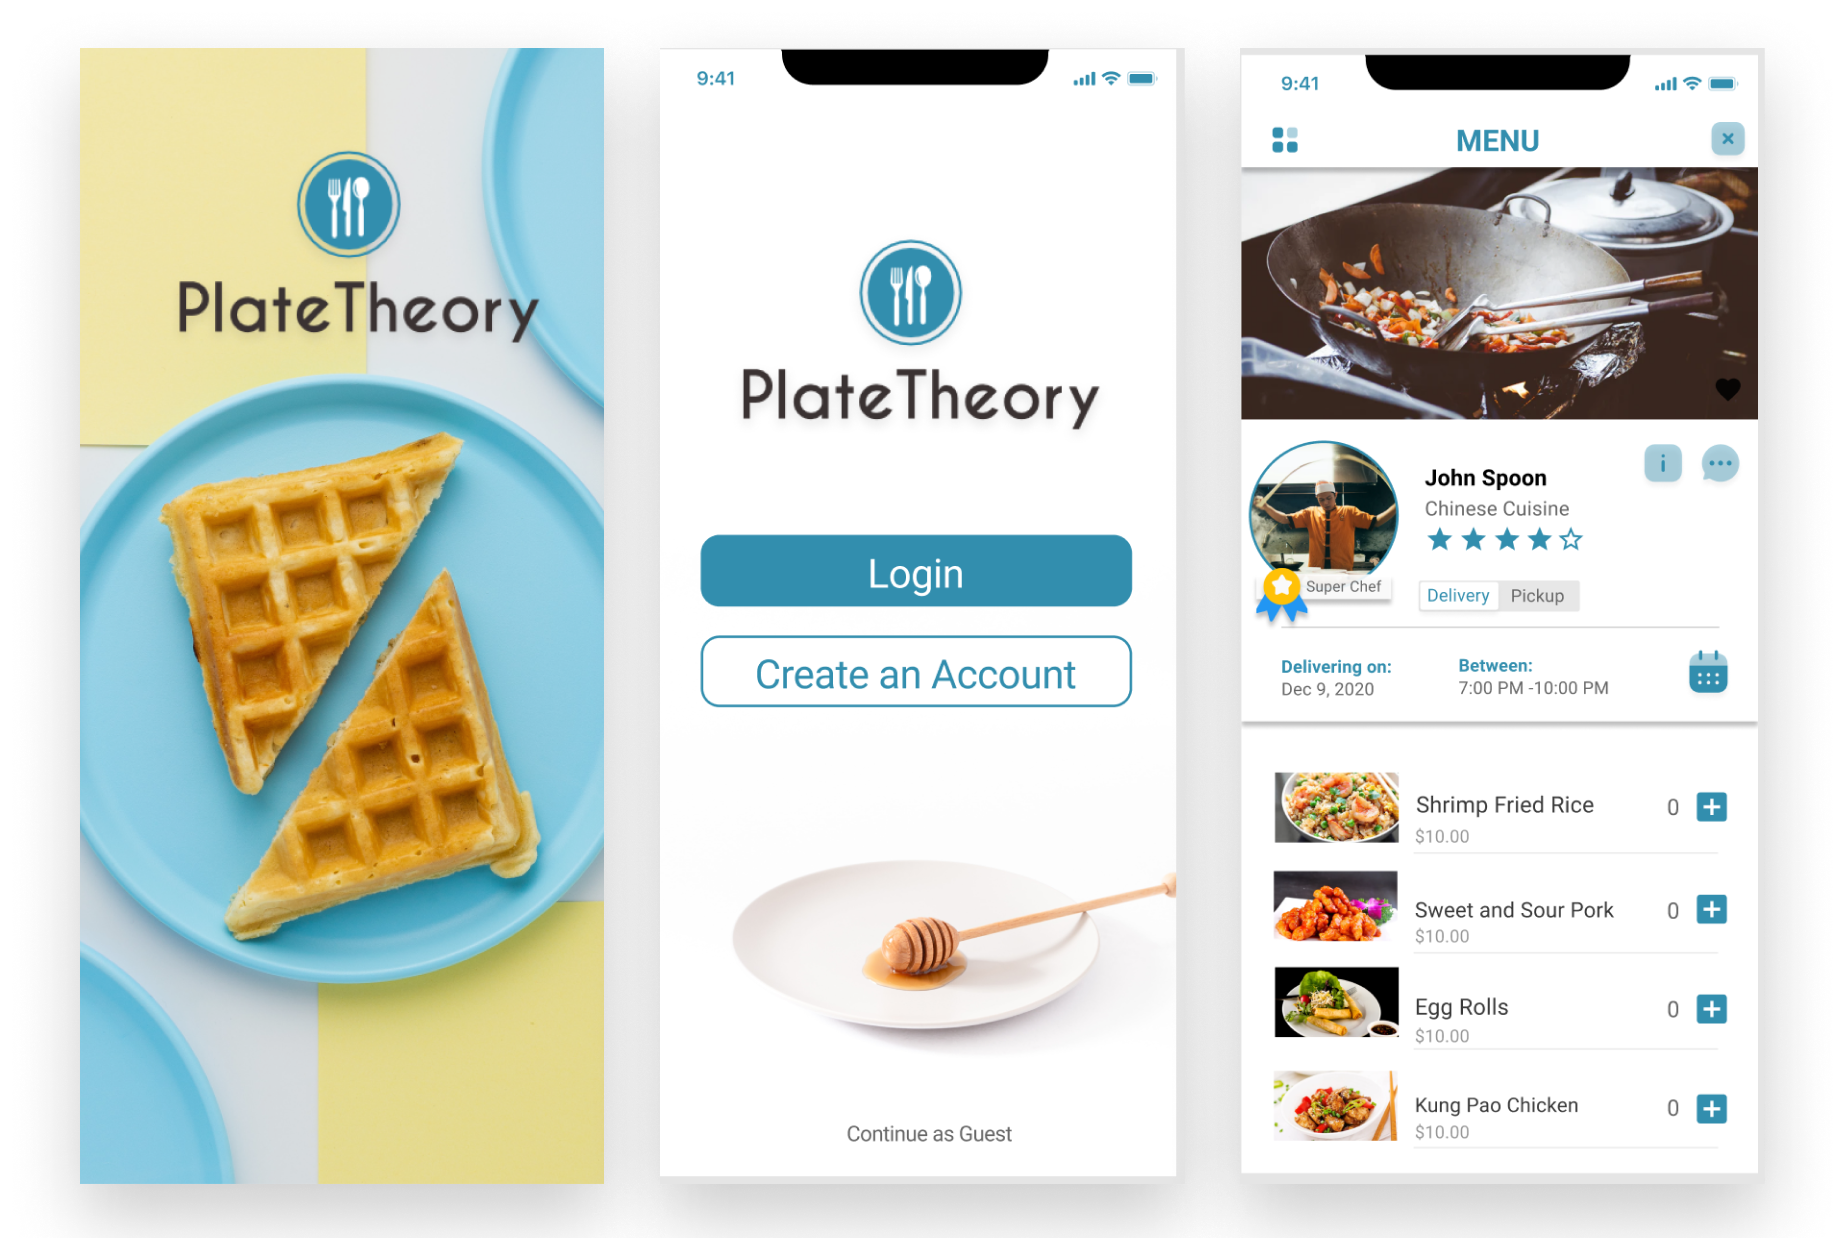 PlateTheory
9:41
PlateTheory
Login
Create an Account
Continue as Guest
9:41
MENU
John Spoon
Chinese Cuisine
Super Chef
Delivery Pickup
Delivering on: Between:
Dec 9, 2020 7:00 PM -10:00 PM
Shrimp Fried Rice 0
$10.00
Sweet and Sour Pork 0
$10.00
Egg Rolls 0
$10.00
Kung Pao Chicken 0
$10.00